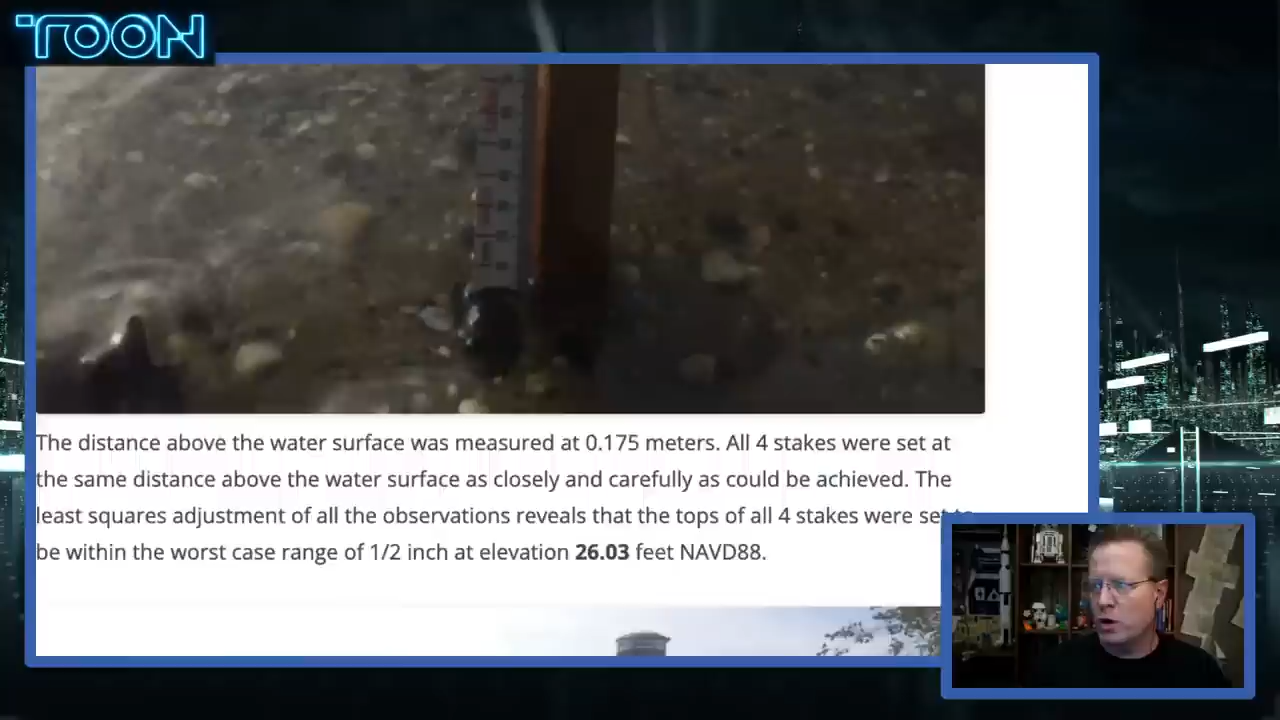 TOON
The distance above the water surface was measured at 0.175 meters. All 4 stakes were set at
the same distance above the water surface as closely and carefully as could be achieved. The
least squares adjustment of all the observations reveals that the tops of all 4 stakes were set to
be within the worst case range of 1/2 inch at elevation 26.03 feet NAVD88.